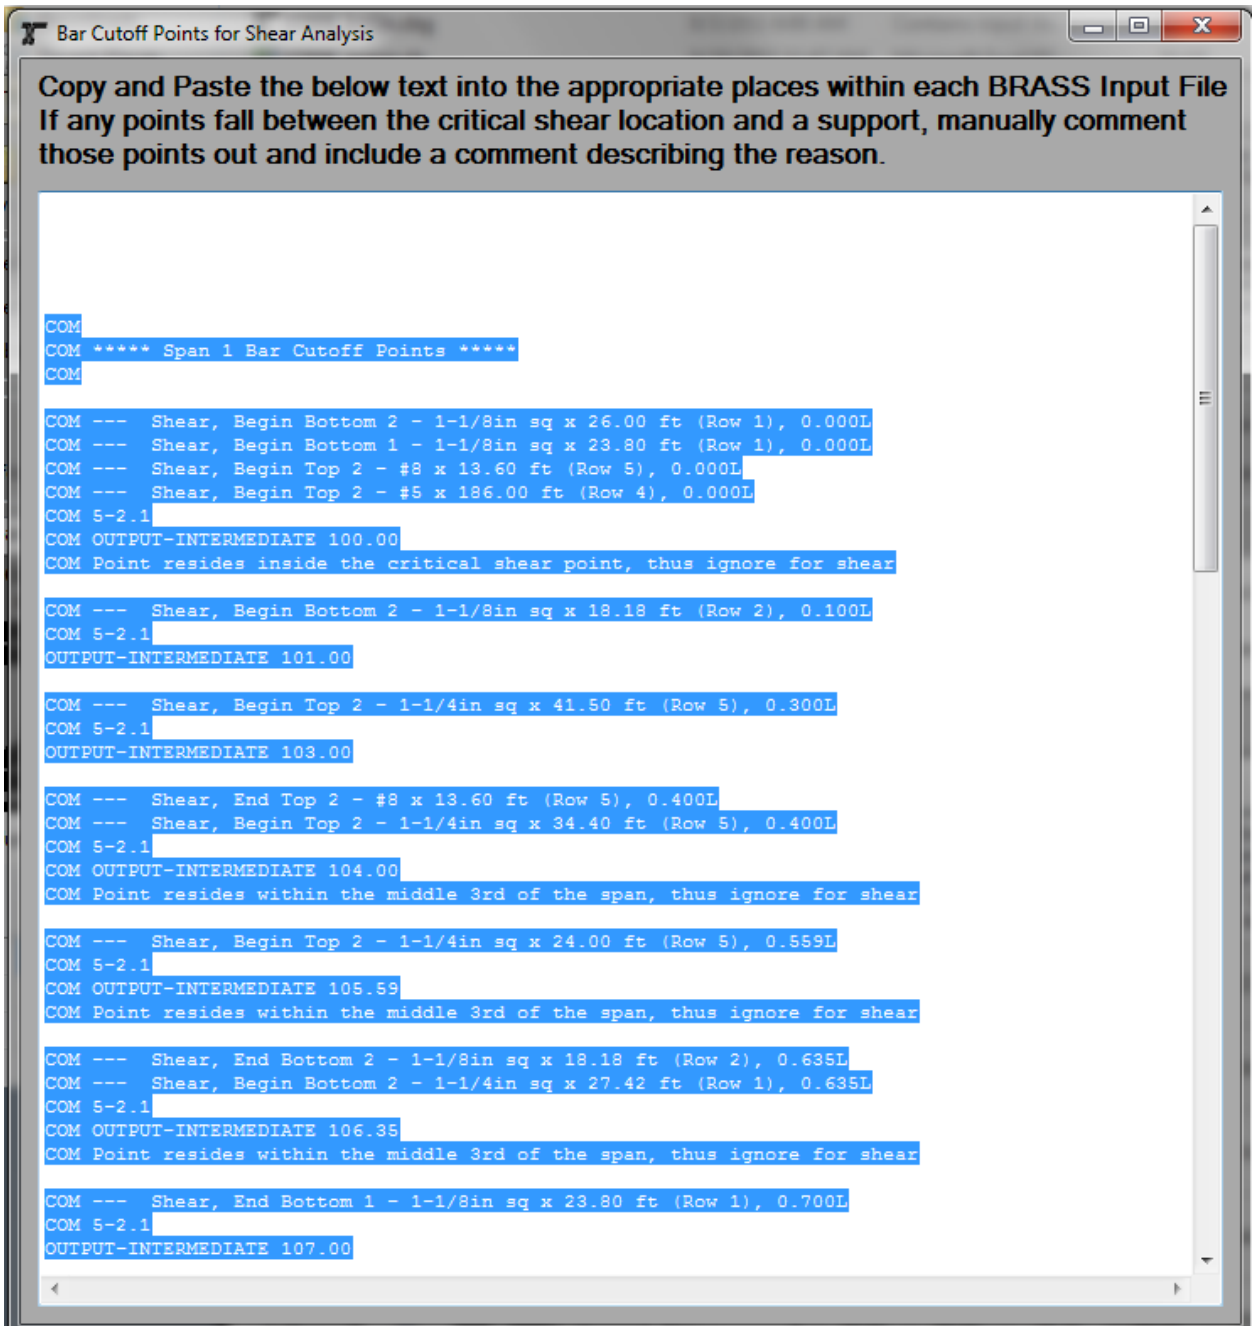 Bar Cutoff Points for Shear Analysis
Copy and Paste the below text into the appropriate places within each BRASS Input File
If any points fall between the critical shear location and a support, manually comment
those points out and include a comment describing the reason.
COM
COM ***** Span 1 Bar Cutoff Points *****
COM
COM --- Shear, Begin Bottom 2 - 1-1/8in sq x 26.00 ft (Row 1), 0.000L
COM --- Shear, Begin Bottom 1 - 1-1/8in sq x 23.80 ft (Row 1), 0.000L
COM --- Shear, Begin Top 2 - #8 x 13.60 ft (Row 5), 0.000L
COM --- Shear, Begin Top 2 - #5 x 186.00 ft (Row 4), 0.000L
COM 5-2.1
COM OUTPUT-INTERMEDIATE 100.00
COM Point resides inside the critical shear point, thus ignore for shear
COM --- Shear, Begin Bottom 2 - 1-1/8in sq x 18.18 ft (Row 2), 0.100L
COM 5-2.1
OUTPUT-INTERMEDIATE 101.00
COM --- Shear, Begin Top 2 - 1-1/4in sq x 41.50 ft (Row 5), 0.300L
COM 5-2.1
OUTPUT-INTERMEDIATE 103.00
COM --- Shear, End Top 2 - #8 x 13.60 ft (Row 5), 0.400L
COM --- Shear, Begin Top 2 - 1-1/4in sq x 34.40 ft (Row 5), 0.400L
COM 5-2.1
COM OUTPUT-INTERMEDIATE 104.00
COM Point resides within the middle 3rd of the span, thus ignore for shear
COM --- Shear, Begin Top 2 - 1-1/4in sq x 24.00 ft (Row 5), 0.559L
COM 5-2.1
COM OUTPUT-INTERMEDIATE 105.59
COM Point resides within the middle 3rd of the span, thus ignore for shear
COM --- Shear, End Bottom 2 - 1-1/8in sq x 18.18 ft (Row 2), 0.635L
COM --- Shear, Begin Bottom 2 - 1-1/4in sq x 27.42 ft (Row 1), 0.635L
COM 5-2.1
COM OUTPUT-INTERMEDIATE 106.35
COM Point resides within the middle 3rd of the span, thus ignore for shear
COM --- Shear, End Bottom 1 - 1-1/8in sq x 23.80 ft (Row 1), 0.700L
COM 5-2.1
OUTPUT-INTERMEDIATE 107.00